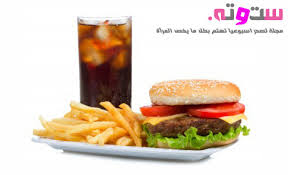 ستوته.
مجلة تصدر اسبوعيا تهتم بكل ما يخص المرأة